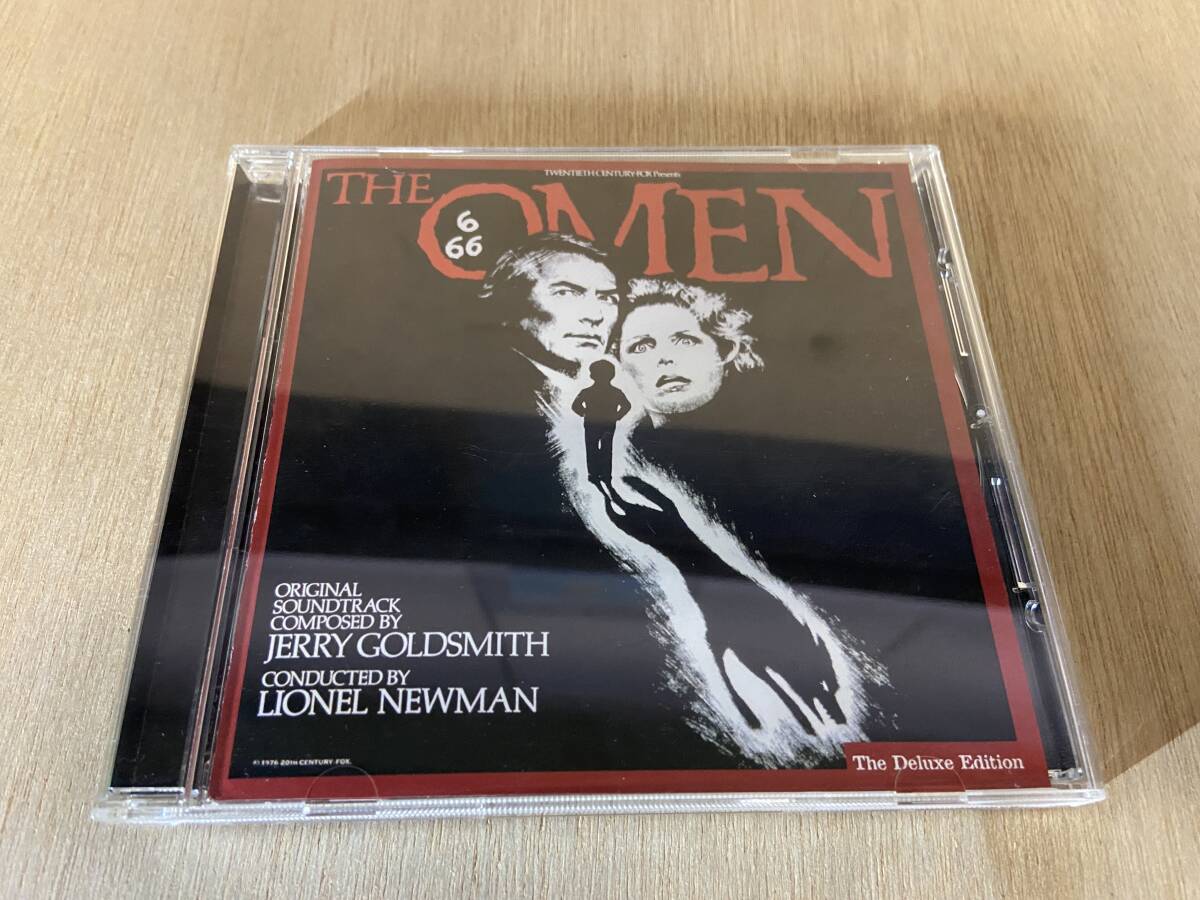 TWENTIETH CENTURY-FOX Presents
THE OMEN
6
66
ORIGINAL
SOUNDTRACK
COMPOSED BY
JERRY GOLDSMITH
CONDUCTED BY
LIONEL NEWMAN
© 1976 20TH CENTURY-FOX.
The Deluxe Edition